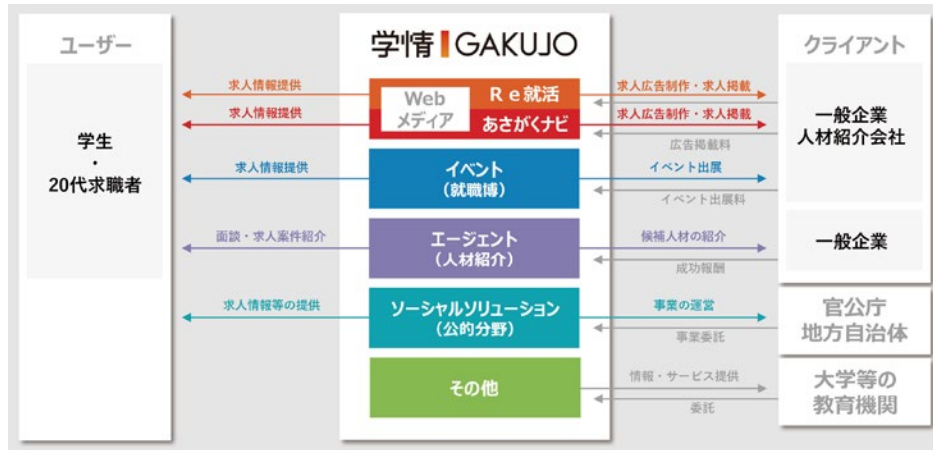 ユーザー
学生
・
20代求職者
学情 GAKUJO
Web
メディア
Re就活
あさがくナビ
イベント
(就職博)
エージェント
(人材紹介)
ソーシャルソリューション
(公的分野)
その他
求人情報提供
求人情報提供
求人情報提供
面談・求人案件紹介
求人情報等の提供
求人広告制作・求人掲載
求人広告制作・求人掲載
広告掲載料
イベント出展
イベント出展料
候補人材の紹介
成功報酬
事業の運営
事業委託
情報・サービス提供
委託
クライアント
一般企業
人材紹介会社
一般企業
官公庁
地方自治体
大学等の
教育機関